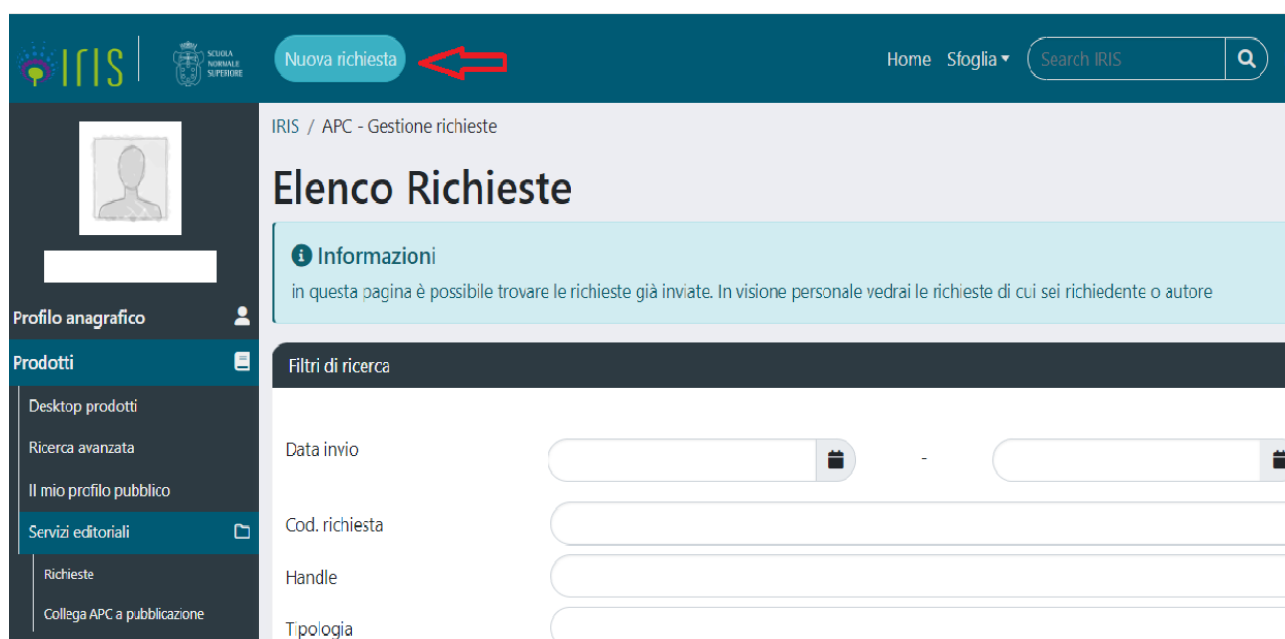 IRIS
SCUOLA
NORMALE
SUPERIORE
Nuova richiesta
Home Sfoglia
Search IRIS
IRIS / APC - Gestione richieste
Elenco Richieste
Informazioni
in questa pagina è possibile trovare le richieste già inviate. In visione personale vedrai le richieste di cui sei richiedente o autore
Profilo anagrafico
Prodotti
Desktop prodotti
Ricerca avanzata
Il mio profilo pubblico
Servizi editoriali
Richieste
Collega APC a pubblicazione
Filtri di ricerca
Data invio
-
Cod. richiesta
Handle
Tipologia